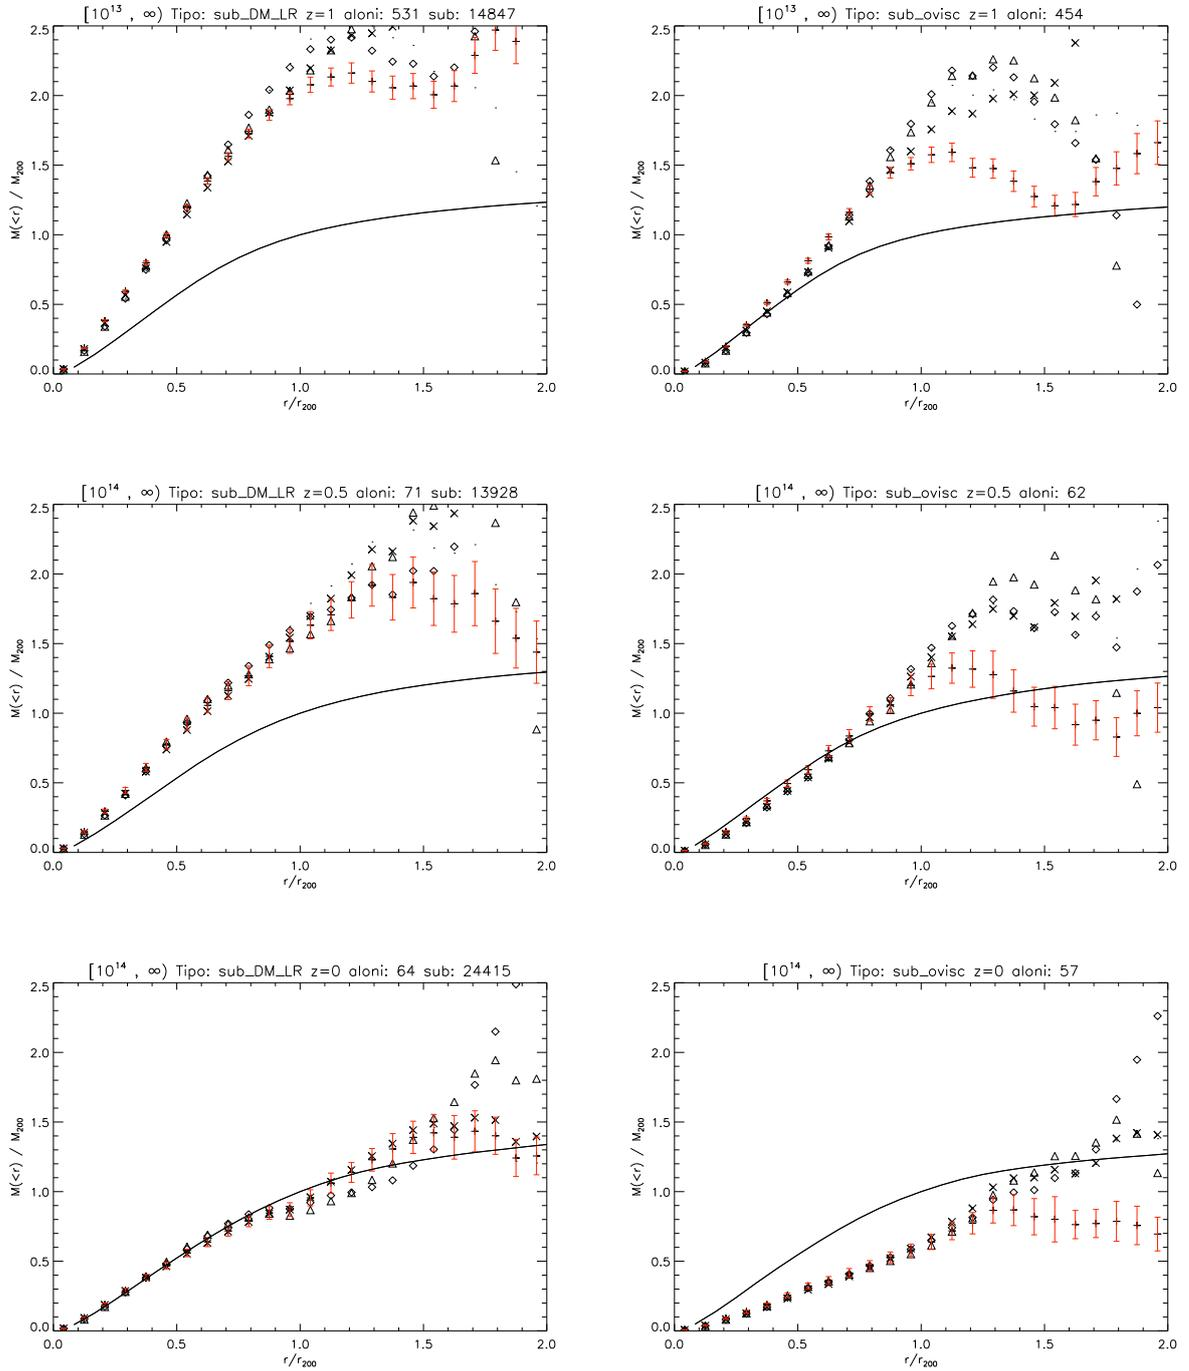 [10¹³ , ∞) Tipo: sub_DM_LR z=1 aloni: 531 sub: 14847
M(<r) / M₂₀₀
2.5
2.0
1.5
1.0
0.5
0.0
0.0 0.5 1.0 1.5 2.0
r/r₂₀₀
[10¹³ , ∞) Tipo: sub_ovisc z=1 aloni: 454
M(<r) / M₂₀₀
2.5
2.0
1.5
1.0
0.5
0.0
0.0 0.5 1.0 1.5 2.0
r/r₂₀₀
[10¹⁴ , ∞) Tipo: sub_DM_LR z=0.5 aloni: 71 sub: 13928
M(<r) / M₂₀₀
2.5
2.0
1.5
1.0
0.5
0.0
0.0 0.5 1.0 1.5 2.0
r/r₂₀₀
[10¹⁴ , ∞) Tipo: sub_ovisc z=0.5 aloni: 62
M(<r) / M₂₀₀
2.5
2.0
1.5
1.0
0.5
0.0
0.0 0.5 1.0 1.5 2.0
r/r₂₀₀
[10¹⁴ , ∞) Tipo: sub_DM_LR z=0 aloni: 64 sub: 24415
M(<r) / M₂₀₀
2.5
2.0
1.5
1.0
0.5
0.0
0.0 0.5 1.0 1.5 2.0
r/r₂₀₀
[10¹⁴ , ∞) Tipo: sub_ovisc z=0 aloni: 57
M(<r) / M₂₀₀
2.5
2.0
1.5
1.0
0.5
0.0
0.0 0.5 1.0 1.5 2.0
r/r₂₀₀